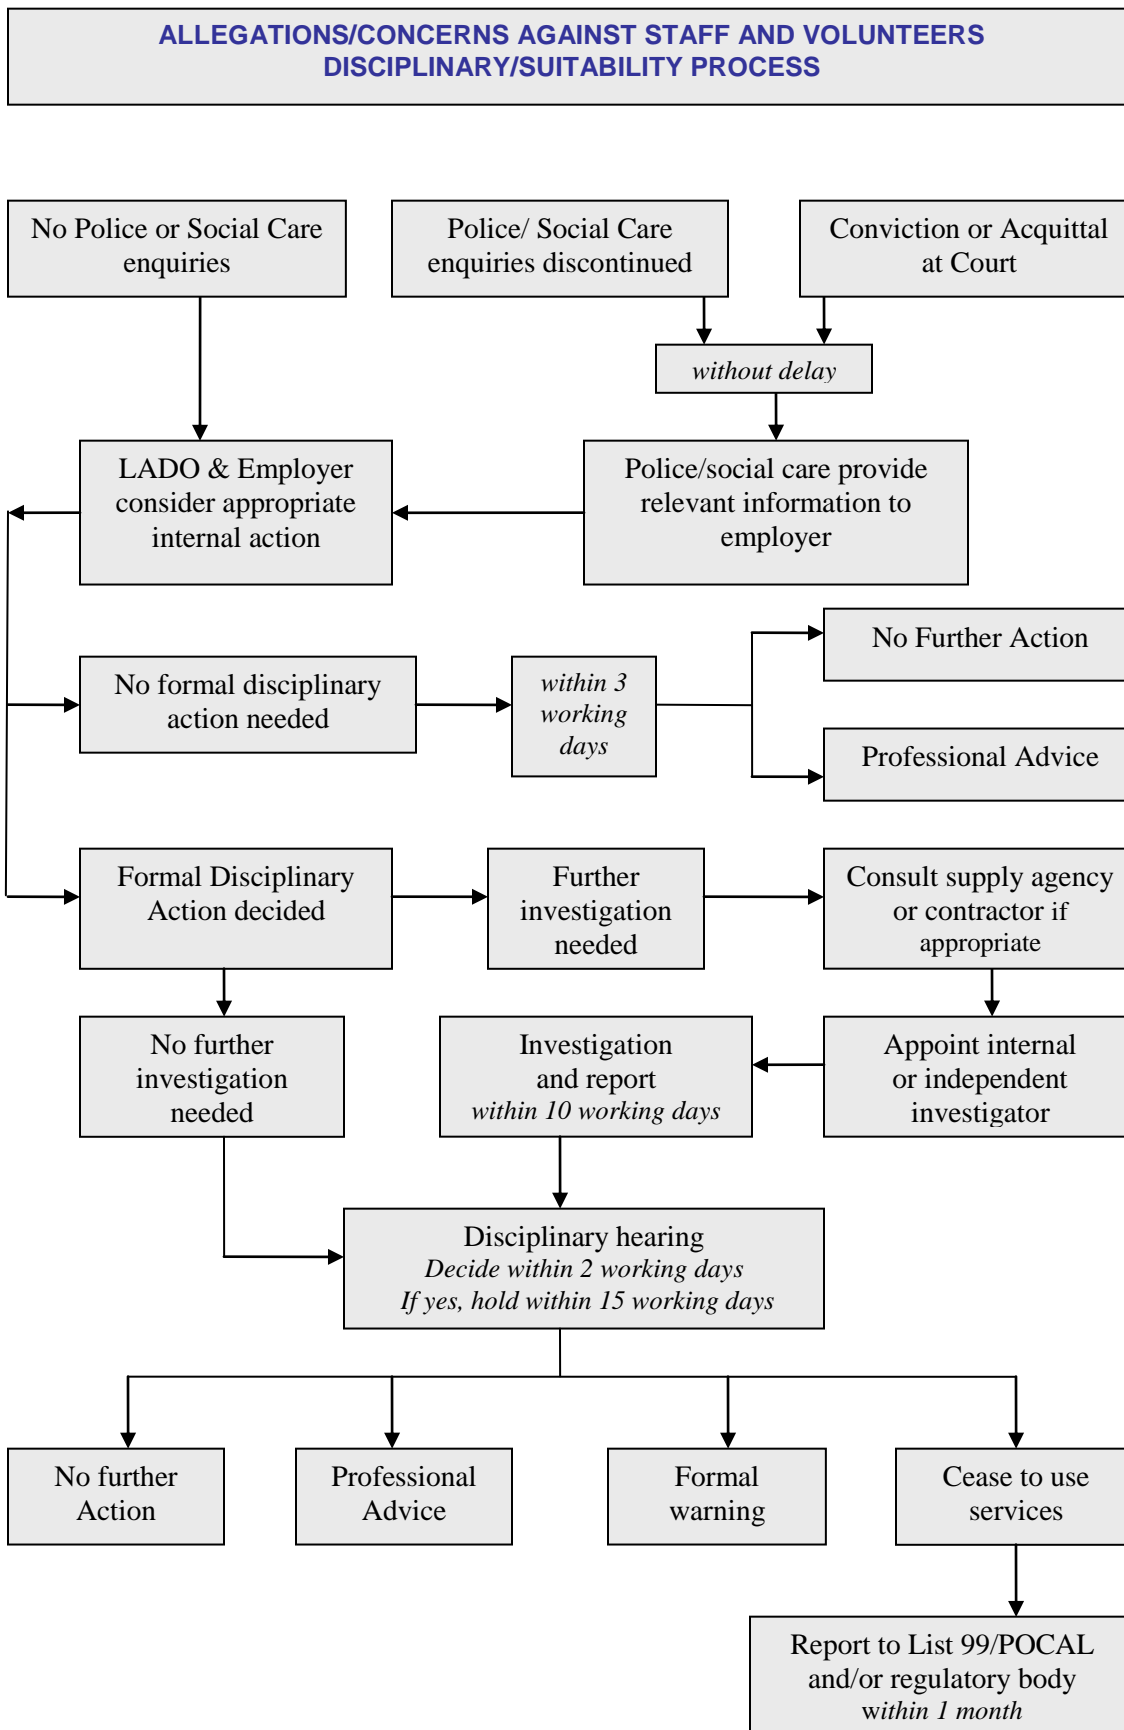 ALLEGATIONS/CONCERNS AGAINST STAFF AND VOLUNTEERS
DISCIPLINARY/SUITABILITY PROCESS
No Police or Social Care
enquiries
Police/ Social Care
enquiries discontinued
Conviction or Acquittal
at Court
without delay
LADO & Employer
consider appropriate
internal action
Police/social care provide
relevant information to
employer
No Further Action
No formal disciplinary
action needed
within 3
working
days
Professional Advice
Formal Disciplinary
Action decided
Further
investigation
needed
Consult supply agency
or contractor if
appropriate
No further
investigation
needed
Investigation
and report
within 10 working days
Appoint internal
or independent
investigator
Disciplinary hearing
Decide within 2 working days
If yes, hold within 15 working days
No further
Action
Professional
Advice
Formal
warning
Cease to use
services
Report to List 99/POCAL
and/or regulatory body
within 1 month